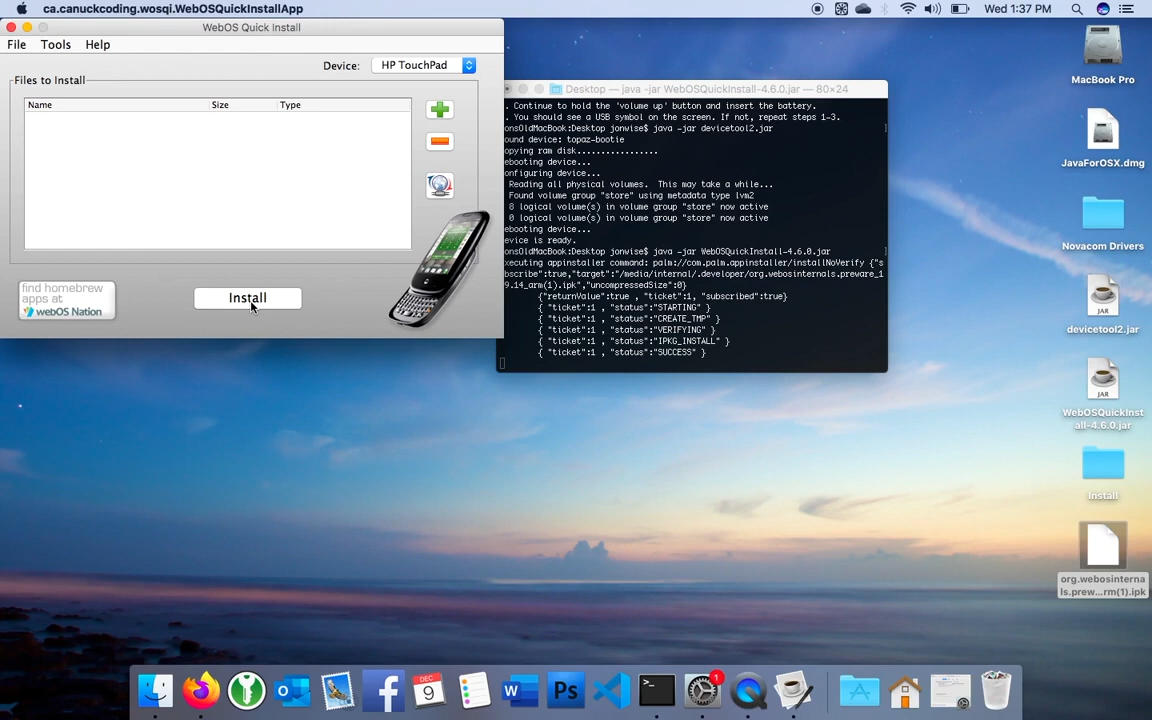 ca.canuckcoding.wosqi.WebOSQuickInstallApp
Wed 1:37 PM
WebOS Quick Install
File Tools Help
Device: HP TouchPad
Files to Install
Name Size Type
find homebrew
apps at
webOS Nation
Install
Desktop — java -jar WebOSQuickInstall-4.6.0.jar — 80×24
. Continue to hold the 'volume up' button and insert the battery.
. You should see a USB symbol on the screen. If not, repeat steps 1-3.
onsOldMacBook:Desktop jonwise$ java -jar devicetool2.jar
ound device: topaz-bootie
opying ram disk.................
ebooting device...
onfiguring device...
Reading all physical volumes.  This may take a while...
Found volume group "store" using metadata type lvm2
8 logical volume(s) in volume group "store" now active
0 logical volume(s) in volume group "store" now active
ebooting device...
evice is ready.
onsOldMacBook:Desktop jonwise$ java -jar WebOSQuickInstall-4.6.0.jar
xecuting appinstaller command: palm://com.palm.appinstaller/installNoVerify {"s
bscribe":true,"target":"/media/internal/.developer/org.webosinternals.preware_1
9.14_arm(1).ipk","uncompressedSize":0}
{"returnValue":true , "ticket":1, "subscribed":true}
{ "ticket":1 , "status":"STARTING" }
{ "ticket":1 , "status":"CREATE_TMP" }
{ "ticket":1 , "status":"VERIFYING" }
{ "ticket":1 , "status":"IPKG_INSTALL" }
{ "ticket":1 , "status":"SUCCESS" }
MacBook Pro
JavaForOSX.dmg
Novacom Drivers
JAR
devicetool2.jar
JAR
WebOSQuickInst
all-4.6.0.jar
Install
org.webosinterna
ls.prew...rm(1).ipk
DEC
9
1